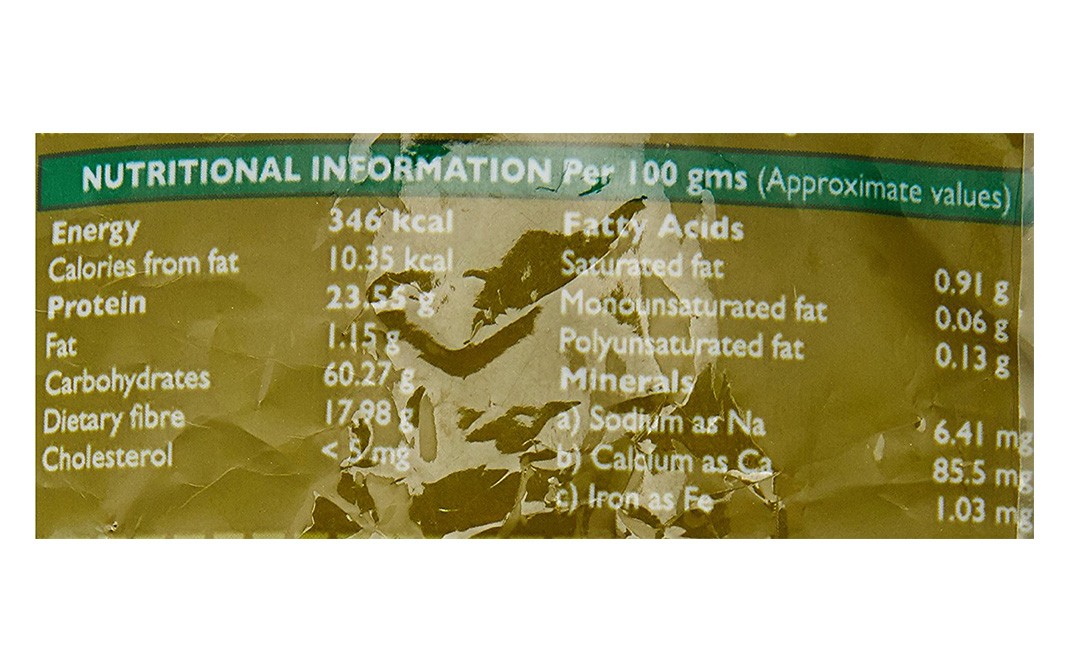 NUTRITIONAL INFORMATION Per 100 gms (Approximate values)
Energy 346 kcal
Calories from fat 10.35 kcal
Protein 23.55 g
Fat 1.15 g
Carbohydrates 60.27 g
Dietary fibre 17.98 g
Cholesterol < 5 mg
Fatty Acids
Saturated fat 0.91 g
Monounsaturated fat 0.06 g
Polyunsaturated fat 0.13 g
Minerals
a) Sodium as Na 6.41 mg
b) Calcium as Ca 85.5 mg
c) Iron as Fe 1.03 mg